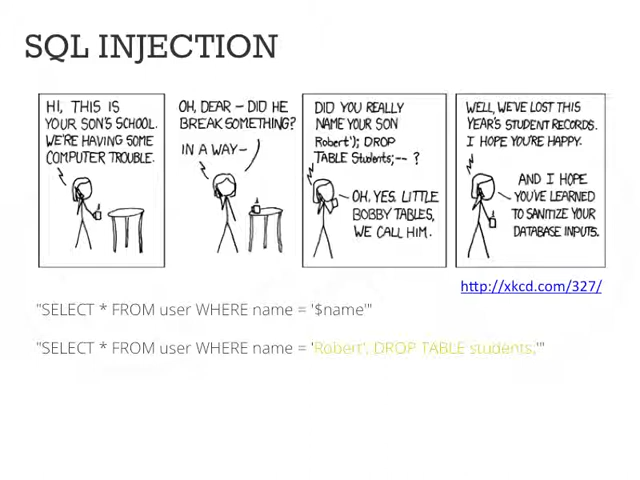 SQL INJECTION
HI, THIS IS
YOUR SON'S SCHOOL.
WE'RE HAVING SOME
COMPUTER TROUBLE.
OH, DEAR – DID HE
BREAK SOMETHING?
IN A WAY–
DID YOU REALLY
NAME YOUR SON
Robert'); DROP
TABLE Students;-- ?
OH, YES. LITTLE
BOBBY TABLES,
WE CALL HIM.
WELL, WE'VE LOST THIS
YEAR'S STUDENT RECORDS.
I HOPE YOU'RE HAPPY.
AND I HOPE
YOU'VE LEARNED
TO SANITIZE YOUR
DATABASE INPUTS.
http://xkcd.com/327/
"SELECT * FROM user WHERE name = '$name'"
"SELECT * FROM user WHERE name = 'Robert'; DROP TABLE students;'"